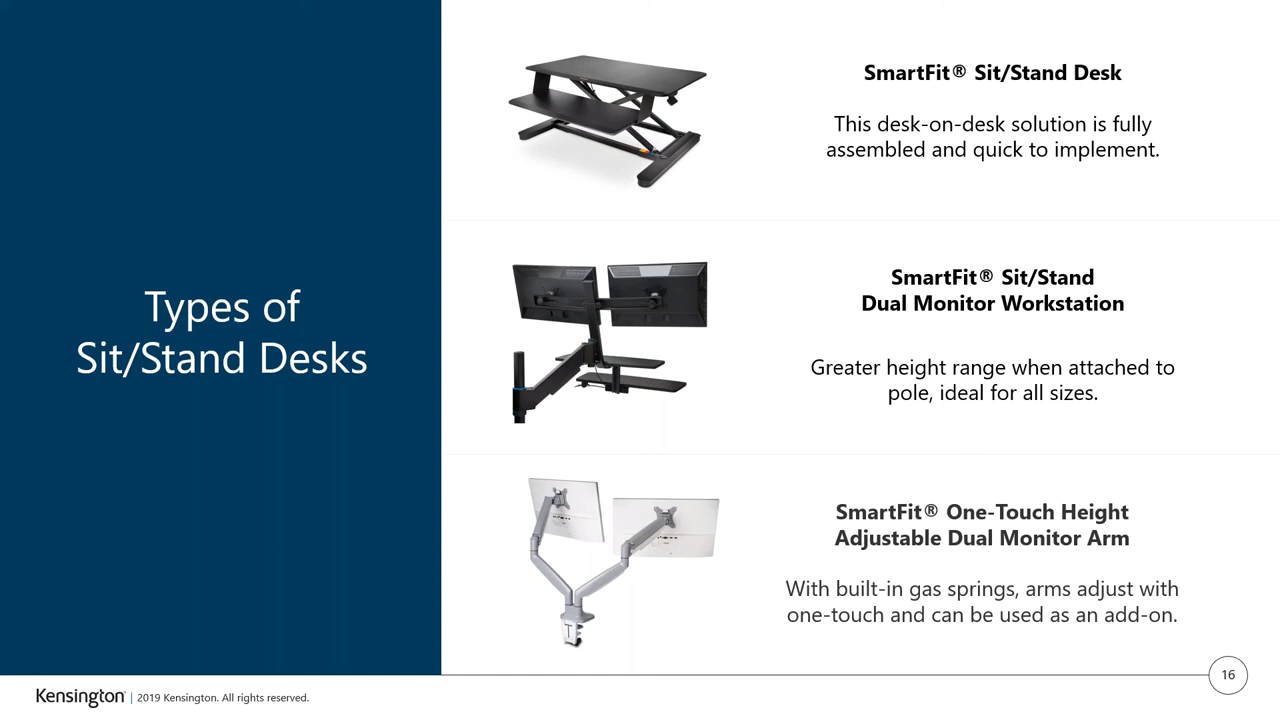 Types of
Sit/Stand Desks
SmartFit® Sit/Stand Desk
This desk-on-desk solution is fully
assembled and quick to implement.
SmartFit® Sit/Stand
Dual Monitor Workstation
Greater height range when attached to
pole, ideal for all sizes.
SmartFit® One-Touch Height
Adjustable Dual Monitor Arm
With built-in gas springs, arms adjust with
one-touch and can be used as an add-on.
Kensington | 2019 Kensington. All rights reserved.
16